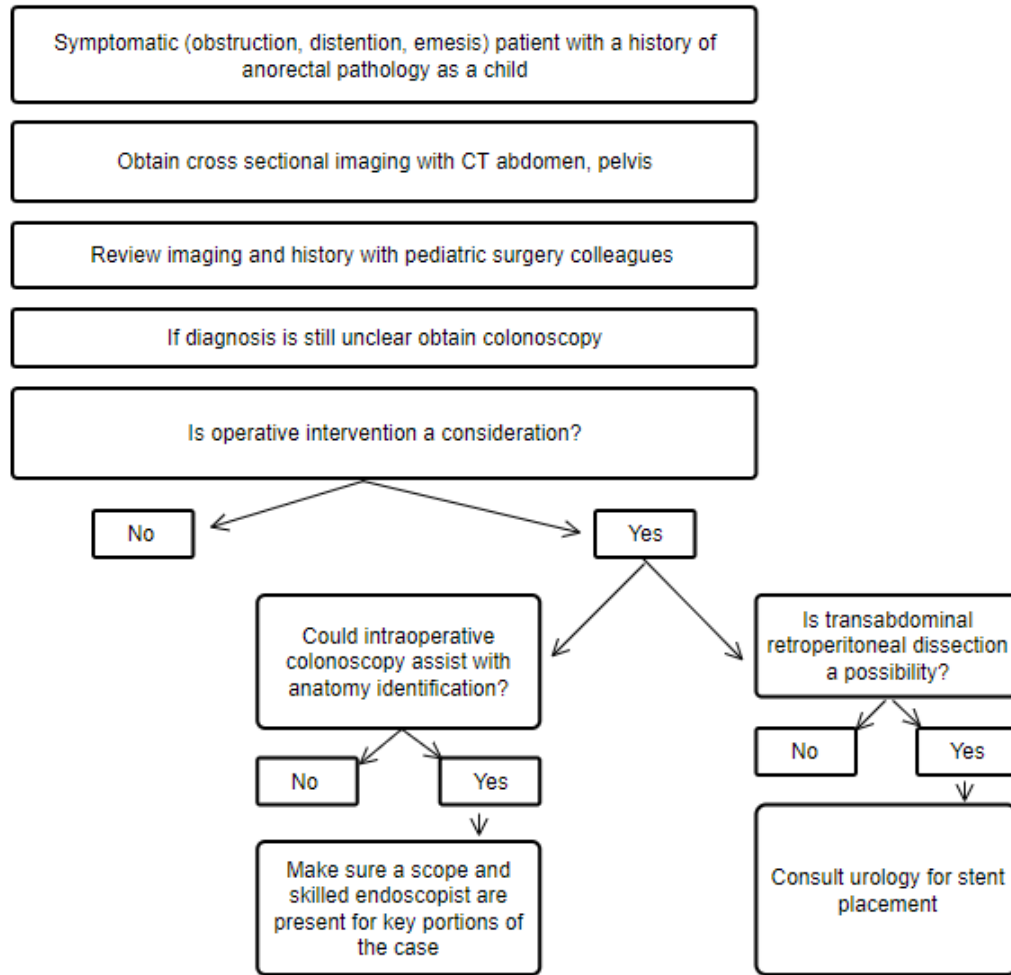 Symptomatic (obstruction, distention, emesis) patient with a history of
anorectal pathology as a child
Obtain cross sectional imaging with CT abdomen, pelvis
Review imaging and history with pediatric surgery colleagues
If diagnosis is still unclear obtain colonoscopy
Is operative intervention a consideration?
No
Yes
Could intraoperative
colonoscopy assist with
anatomy identification?
No
Yes
Make sure a scope and
skilled endoscopist are
present for key portions of
the case
Is transabdominal
retroperitoneal dissection
a possibility?
No
Yes
Consult urology for stent
placement